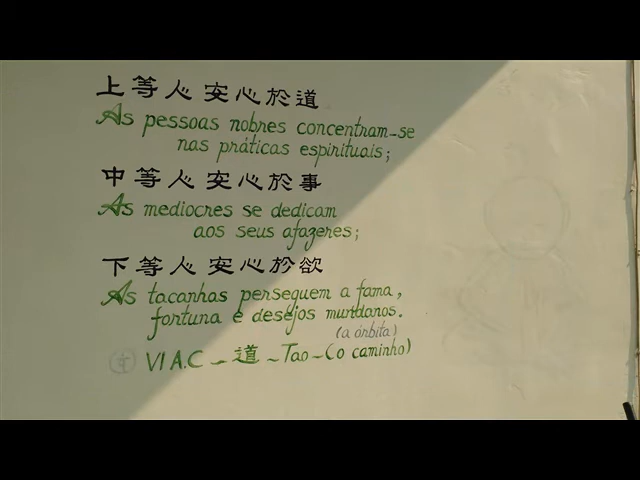 上等人 安心於道
As pessoas nobres concentram-se
nas práticas espirituais;
中等人 安心於事
As mediocres se dedicam
aos seus afazeres;
下等人 安心於欲
As tacanhas perseguem a fama,
fortuna e desejos mundanos.
(a órbita)
VI A.C - 道 - Tao - (o caminho)